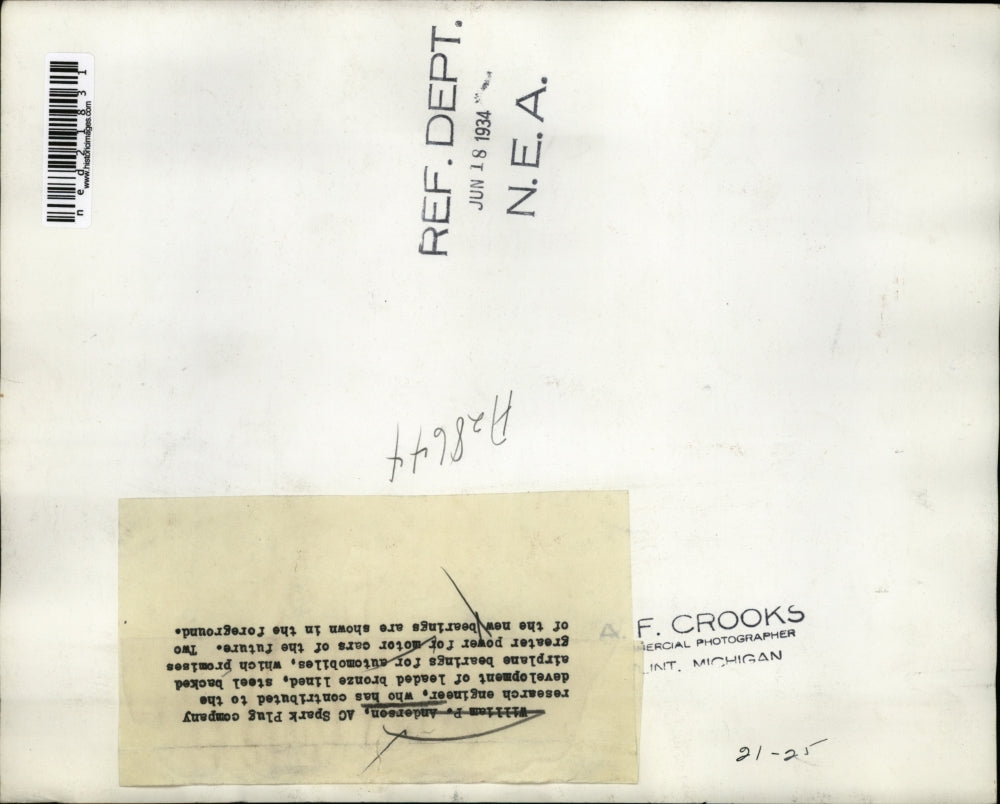 ned21831
www.historicimages.com
REF. DEPT.
JUN 18 1934
N. E. A.
A28644
William P. Anderson, AC Spark Plug company
research engineer, who has contributed to the
development of leaded bronze lined, steel backed
airplane bearings for automobiles, which promises
greater power for motor cars of the future. Two
of the new bearings are shown in the foreground.
A. F. CROOKS
MERCIAL PHOTOGRAPHER
LINT, MICHIGAN
21-25